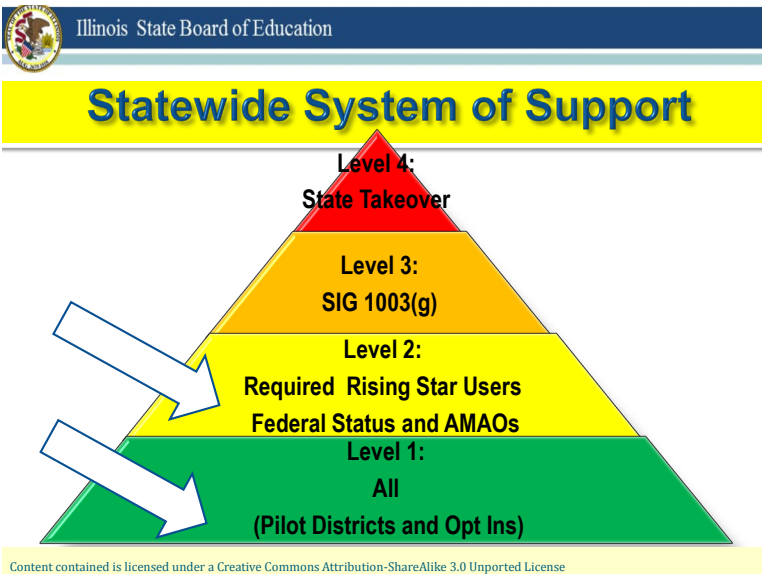 Illinois State Board of Education
Statewide System of Support
Level 4:
State Takeover
Level 3:
SIG 1003(g)
Level 2:
Required Rising Star Users
Federal Status and AMAOs
Level 1:
All
(Pilot Districts and Opt Ins)
Content contained is licensed under a Creative Commons Attribution-ShareAlike 3.0 Unported License